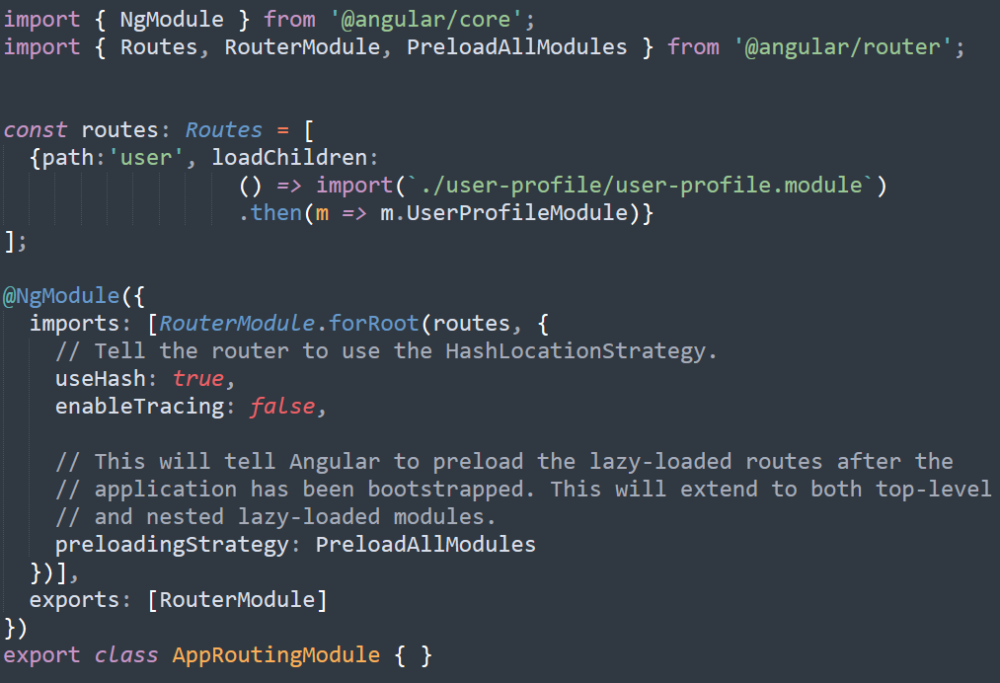 import { NgModule } from '@angular/core';
import { Routes, RouterModule, PreloadAllModules } from '@angular/router';
const routes: Routes = [
  {path:'user', loadChildren:
                  () => import(`./user-profile/user-profile.module`)
                  .then(m => m.UserProfileModule)}
];
@NgModule({
  imports: [RouterModule.forRoot(routes, {
    // Tell the router to use the HashLocationStrategy.
    useHash: true,
    enableTracing: false,
    // This will tell Angular to preload the lazy-loaded routes after the
    // application has been bootstrapped. This will extend to both top-level
    // and nested lazy-loaded modules.
    preloadingStrategy: PreloadAllModules
  })],
  exports: [RouterModule]
})
export class AppRoutingModule { }